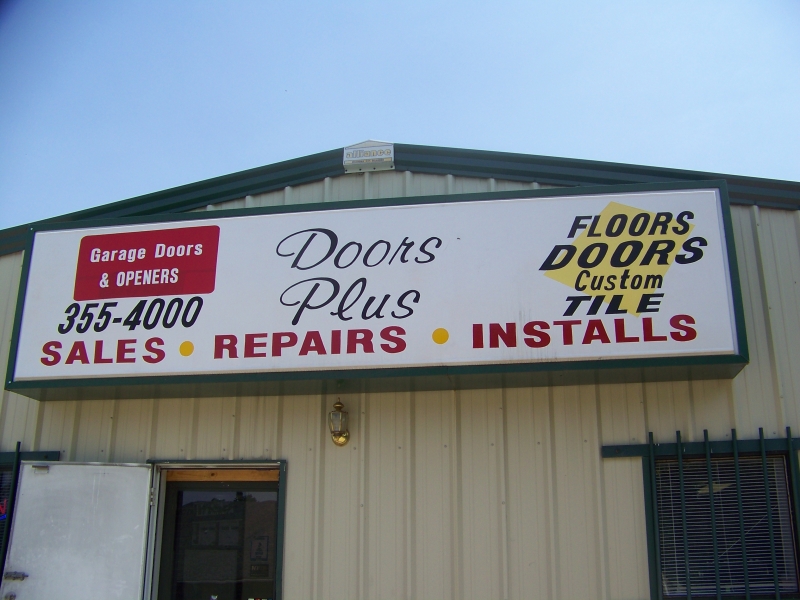 Garage Doors
& OPENERS
355-4000
Doors
Plus
FLOORS
DOORS
Custom
TILE
SALES • REPAIRS • INSTALLS